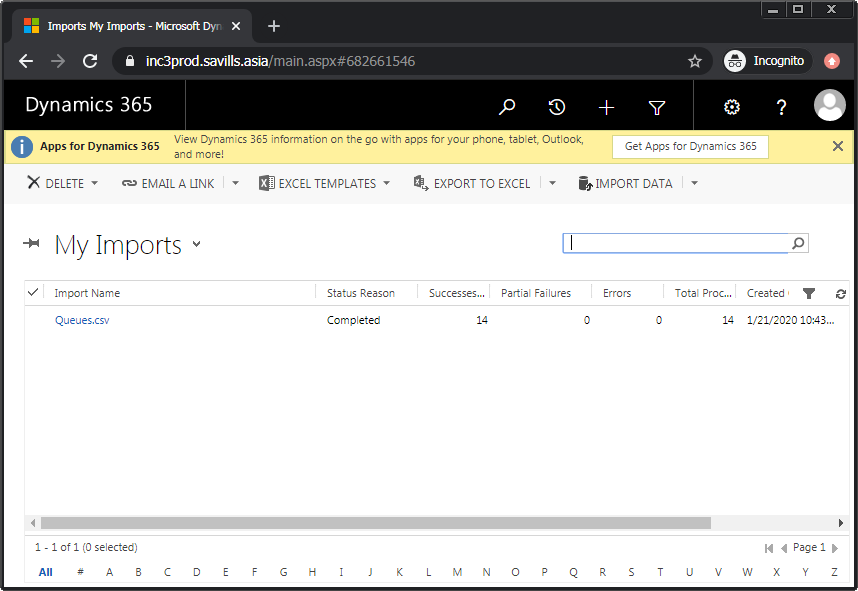 Imports My Imports - Microsoft Dyn
inc3prod.savills.asia/main.aspx#682661546
Incognito
Dynamics 365
Apps for Dynamics 365
View Dynamics 365 information on the go with apps for your phone, tablet, Outlook,
and more!
Get Apps for Dynamics 365
DELETE EMAIL A LINK EXCEL TEMPLATES EXPORT TO EXCEL IMPORT DATA
My Imports
Import Name Status Reason Successes... Partial Failures Errors Total Proc... Created
Queues.csv Completed 14 0 0 14 1/21/2020 10:43...
1 - 1 of 1 (0 selected) Page 1
All # A B C D E F G H I J K L M N O P Q R S T U V W X Y Z